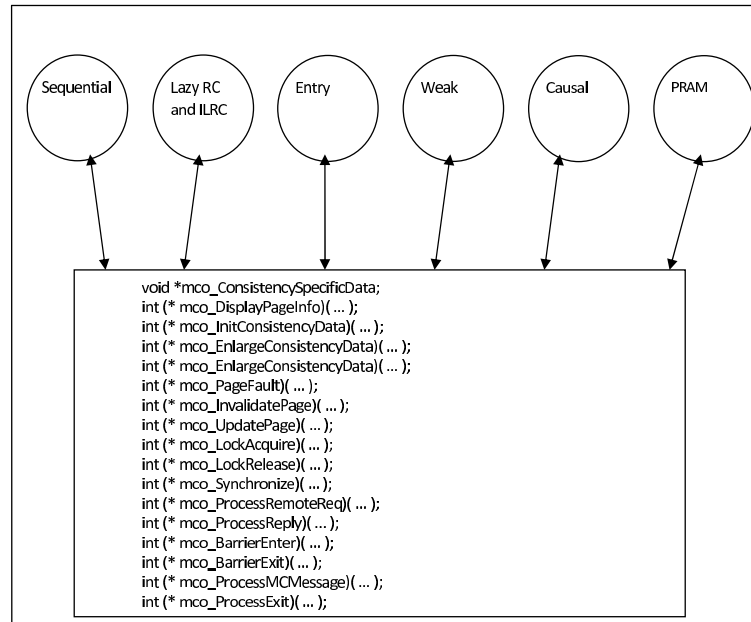 Sequential
Lazy RC
and ILRC
Entry
Weak
Causal
PRAM
void *mco_ConsistencySpecificData;
int (* mco_DisplayPageInfo)( ... );
int (* mco_InitConsistencyData)( ... );
int (* mco_EnlargeConsistencyData)( ... );
int (* mco_EnlargeConsistencyData)( ... );
int (* mco_PageFault)( ... );
int (* mco_InvalidatePage)( ... );
int (* mco_UpdatePage)( ... );
int (* mco_LockAcquire)( ... );
int (* mco_LockRelease)( ... );
int (* mco_Synchronize)( ... );
int (* mco_ProcessRemoteReq)( ... );
int (* mco_ProcessReply)( ... );
int (* mco_BarrierEnter)( ... );
int (* mco_BarrierExit)( ... );
int (* mco_ProcessMCMessage)( ... );
int (* mco_ProcessExit)( ... );